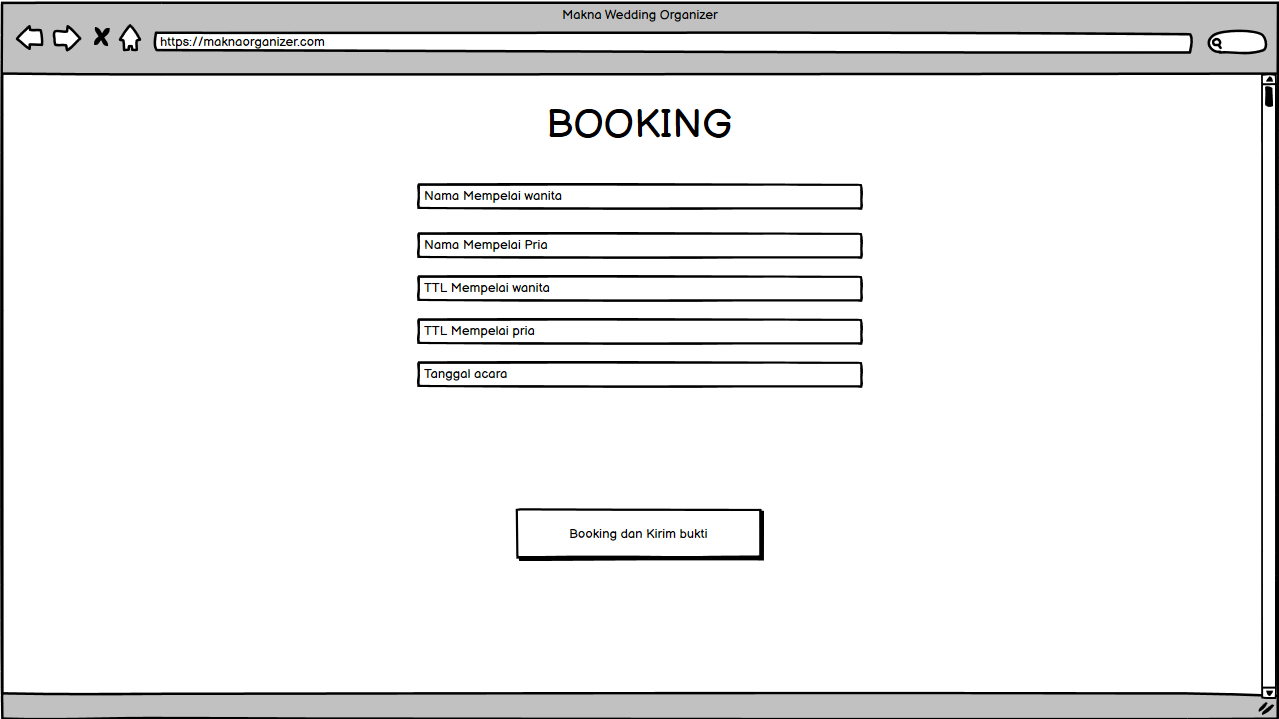 Makna Wedding Organizer
https://maknaorganizer.com
BOOKING
Nama Mempelai wanita
Nama Mempelai Pria
TTL Mempelai wanita
TTL Mempelai pria
Tanggal acara
Booking dan Kirim bukti